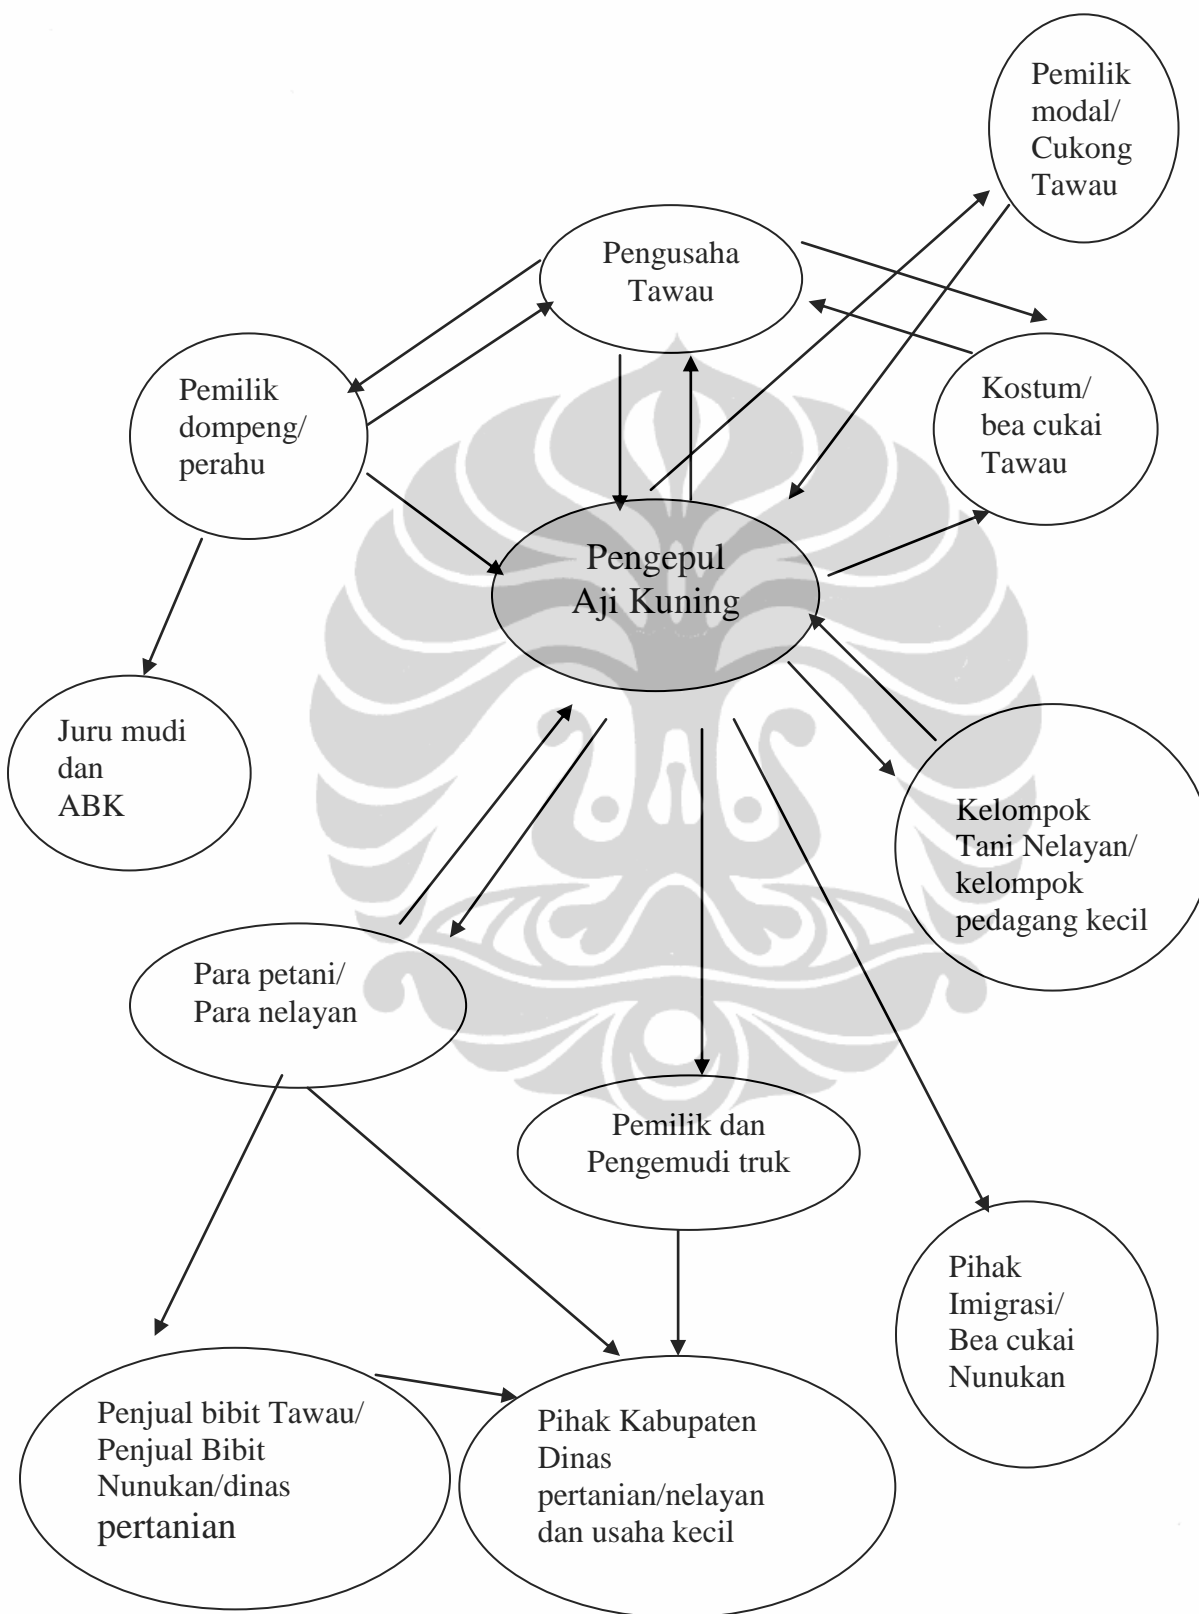 Pemilik
modal/
Cukong
Tawau
Pengusaha
Tawau
Pemilik
dompeng/
perahu
Kostum/
bea cukai
Tawau
Pengepul
Aji Kuning
Juru mudi
dan
ABK
Kelompok
Tani Nelayan/
kelompok
pedagang kecil
Para petani/
Para nelayan
Pemilik dan
Pengemudi truk
Pihak
Imigrasi/
Bea cukai
Nunukan
Penjual bibit Tawau/
Penjual Bibit
Nunukan/dinas
pertanian
Pihak Kabupaten
Dinas
pertanian/nelayan
dan usaha kecil